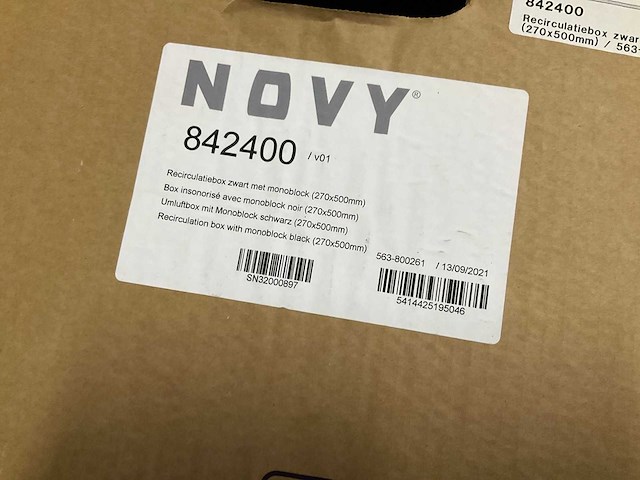 842400
Recirculatiebox zwar
(270x500mm) / 563-
NOVY®
842400 / v01
Recirculatiebox zwart met monoblock (270x500mm)
Box insonorisé avec monoblock noir (270x500mm)
Umluftbox mit Monoblock schwarz (270x500mm)
Recirculation box with monoblock black (270x500mm)
563-800261 / 13/09/2021
SN32000897
5414425195046